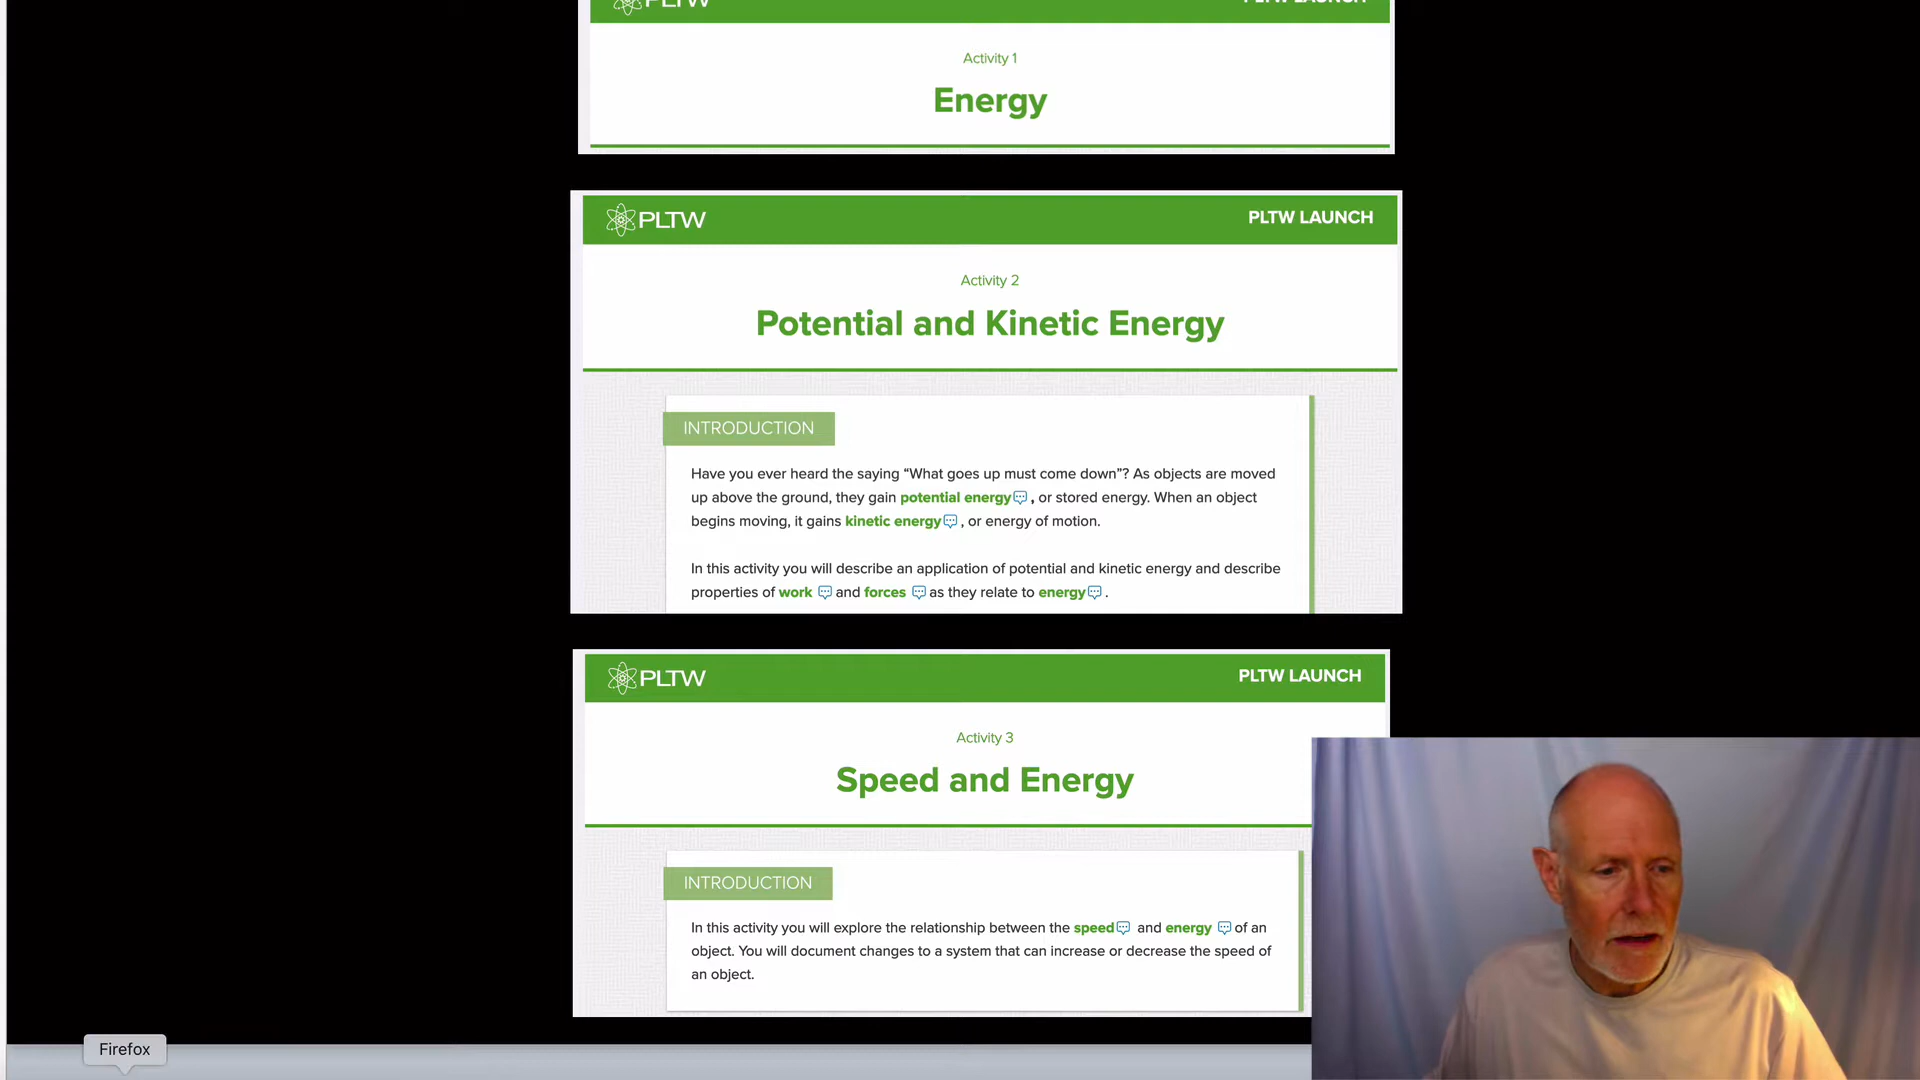 PLTW
PLTW LAUNCH
Activity 1
Energy
PLTW
PLTW LAUNCH
Activity 2
Potential and Kinetic Energy
INTRODUCTION
Have you ever heard the saying “What goes up must come down”? As objects are moved
up above the ground, they gain potential energy , or stored energy. When an object
begins moving, it gains kinetic energy , or energy of motion.
In this activity you will describe an application of potential and kinetic energy and describe
properties of work and forces as they relate to energy .
PLTW
PLTW LAUNCH
Activity 3
Speed and Energy
INTRODUCTION
In this activity you will explore the relationship between the speed and energy of an
object. You will document changes to a system that can increase or decrease the speed of
an object.
Firefox